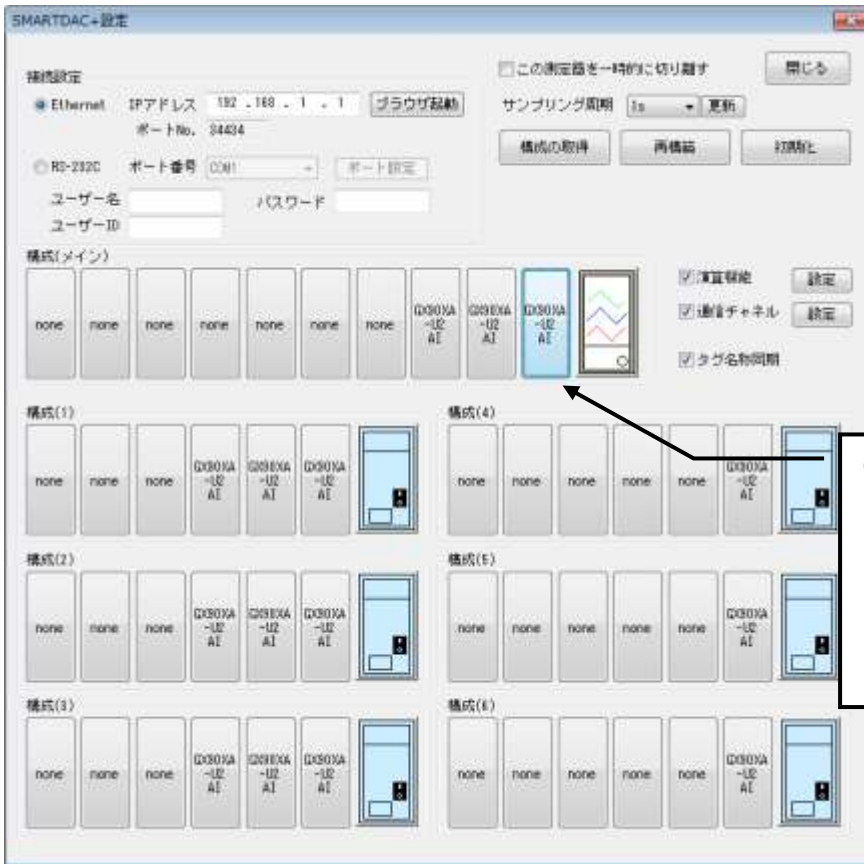 SMARTDAC+設定
接続設定
Ethernet IPアドレス 192 .168 . 1 . 1 ブラウザ起動
ポートNo. 34434
RS-232C ポート番号 COM1 ポート設定
ユーザー名 パスワード
ユーザーID
この測定器を一時的に切り離す 閉じる
サンプリング周期 1s 更新
構成の取得 再構築 初期化
構成(メイン)
none none none none none none none GX90XA-U2 AI GX90XA-U2 AI GX90XA-U2 AI
演算機能 設定
通信チャネル 設定
タグ名物同期
構成(1)
none none none GX90XA-U2 AI GX90XA-U2 AI GX90XA-U2 AI
構成(4)
none none none none none GX90XA-U2 AI
構成(2)
none none none GX90XA-U2 AI GX90XA-U2 AI GX90XA-U2 AI
構成(5)
none none none none none GX90XA-U2 AI
構成(3)
none none none GX90XA-U2 AI GX90XA-U2 AI GX90XA-U2 AI
構成(6)
none none none none none GX90XA-U2 AI